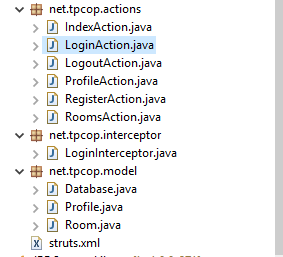 net.tpcop.actions
IndexAction.java
LoginAction.java
LogoutAction.java
ProfileAction.java
RegisterAction.java
RoomsAction.java
net.tpcop.interceptor
LoginInterceptor.java
net.tpcop.model
Database.java
Profile.java
Room.java
struts.xml